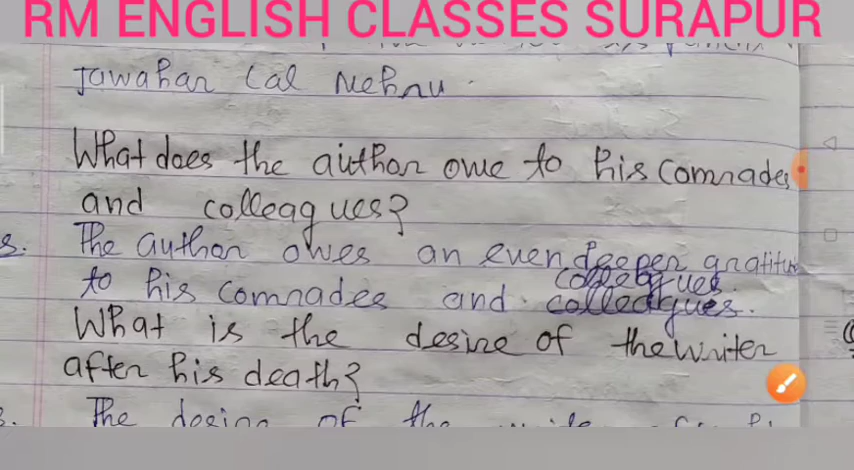 RM ENGLISH CLASSES SURAPUR
Jawahar Lal Nehru.
What does the author owe to his comrades
and colleagues?
s. The author owes an even deeper gratitude
colleagues.
to his comrades and colleagues.
What is the desire of the writer
after his death?
s. The desire of the